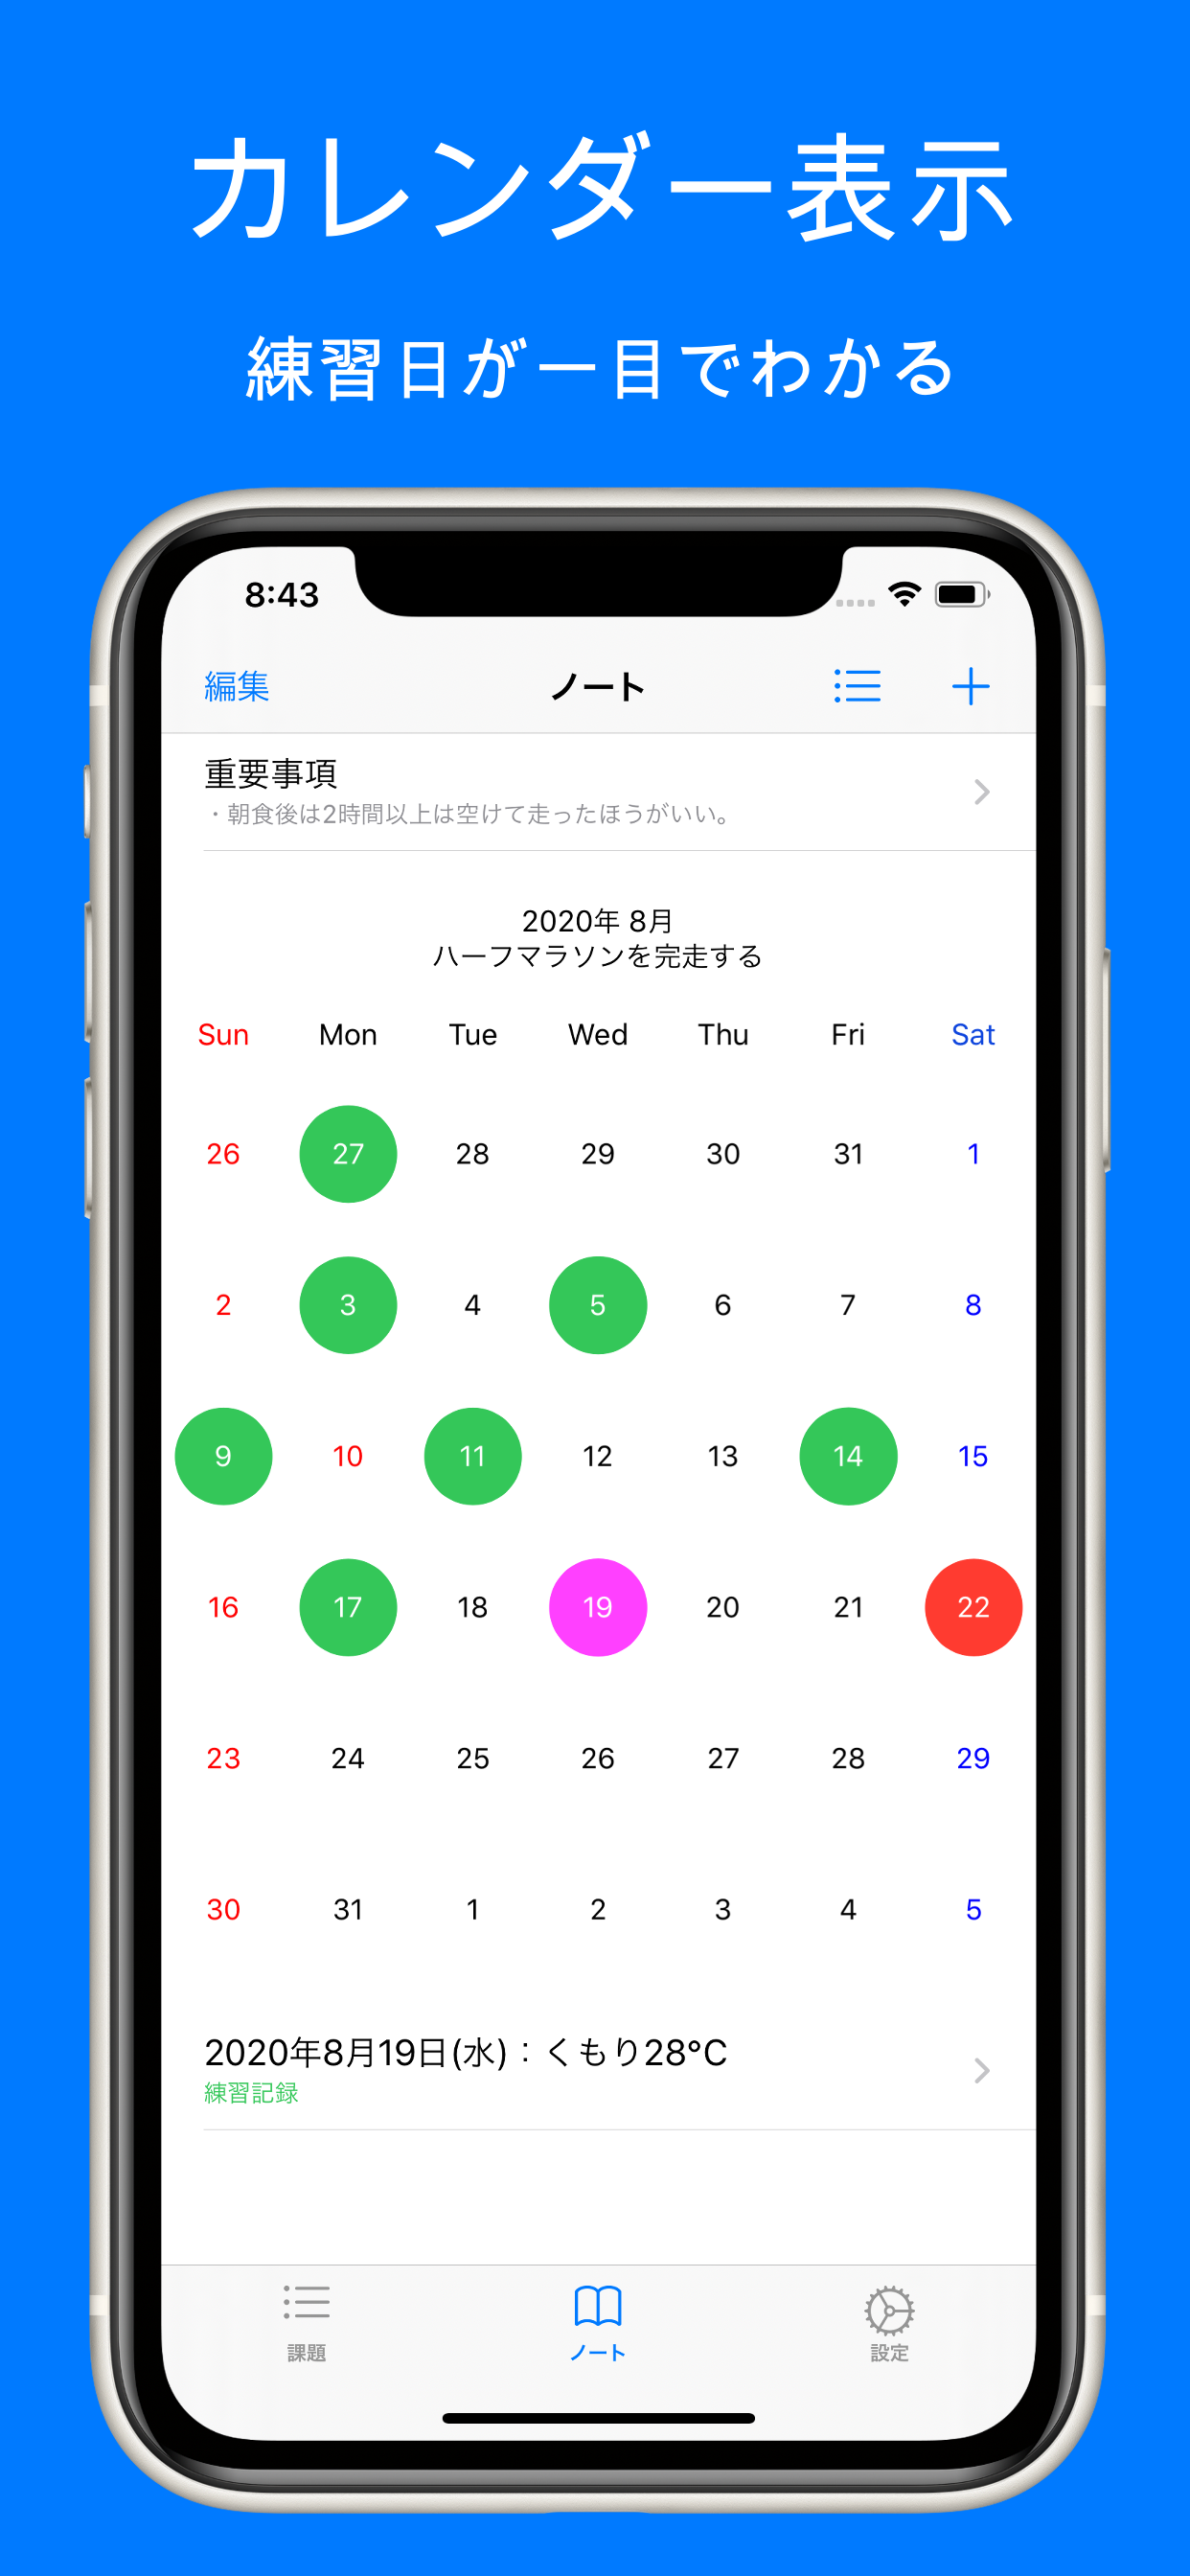 カレンダー表示
練習日が一目でわかる
8:43
編集 ノート
重要事項
・朝食後は2時間以上は空けて走ったほうがいい。
2020年 8月
ハーフマラソンを完走する
Sun Mon Tue Wed Thu Fri Sat
26 27 28 29 30 31 1
2 3 4 5 6 7 8
9 10 11 12 13 14 15
16 17 18 19 20 21 22
23 24 25 26 27 28 29
30 31 1 2 3 4 5
2020年8月19日(水)：くもり28°C
練習記録
課題 ノート 設定